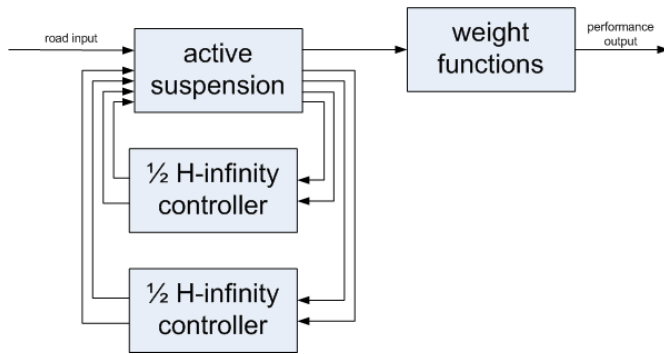 road input
active
suspension
weight
functions
performance
output
½ H-infinity
controller
½ H-infinity
controller